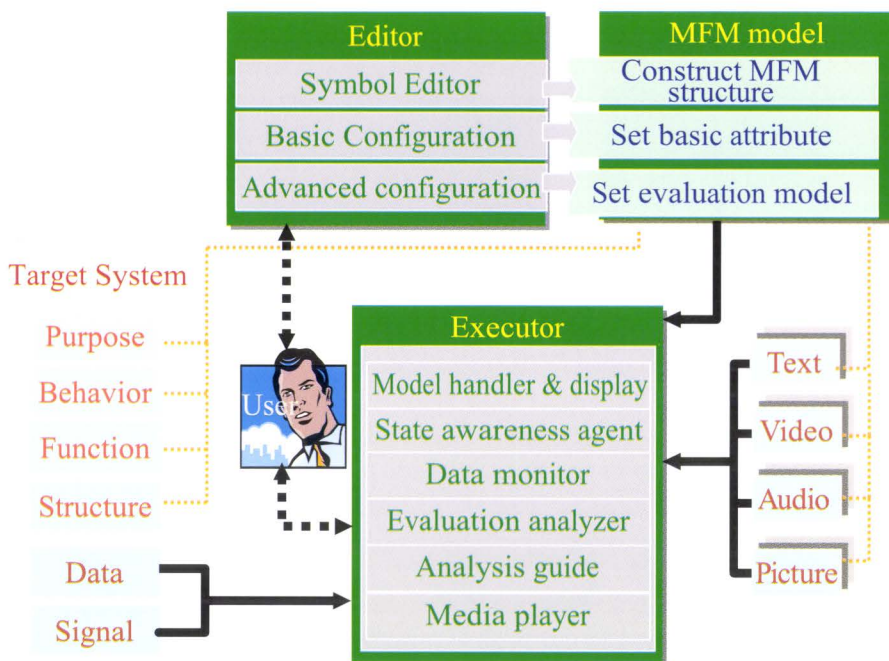 Editor
Symbol Editor
Basic Configuration
Advanced configuration
MFM model
Construct MFM
structure
Set basic attribute
Set evaluation model
Target System
Purpose
Behavior
Function
Structure
Data
Signal
User
Executor
Model handler & display
State awareness agent
Data monitor
Evaluation analyzer
Analysis guide
Media player
Text
Video
Audio
Picture